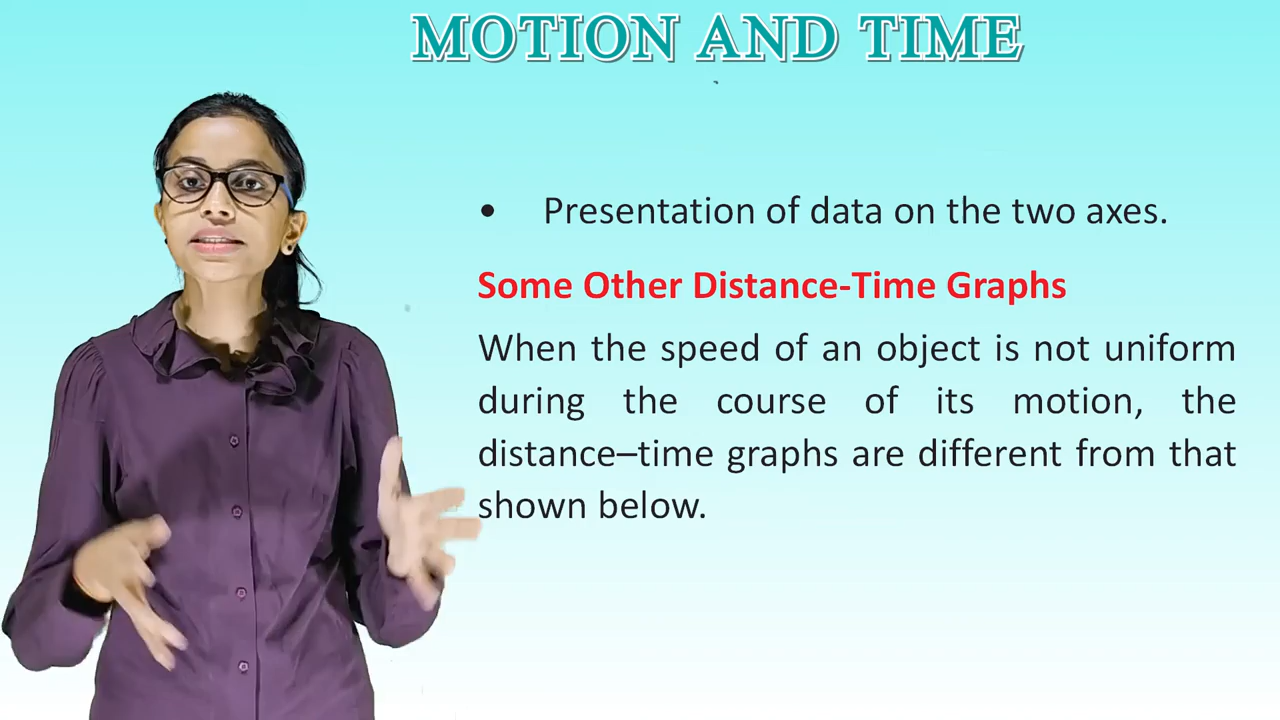 MOTION AND TIME
• Presentation of data on the two axes.
Some Other Distance-Time Graphs
When the speed of an object is not uniform
during the course of its motion, the
distance–time graphs are different from that
shown below.